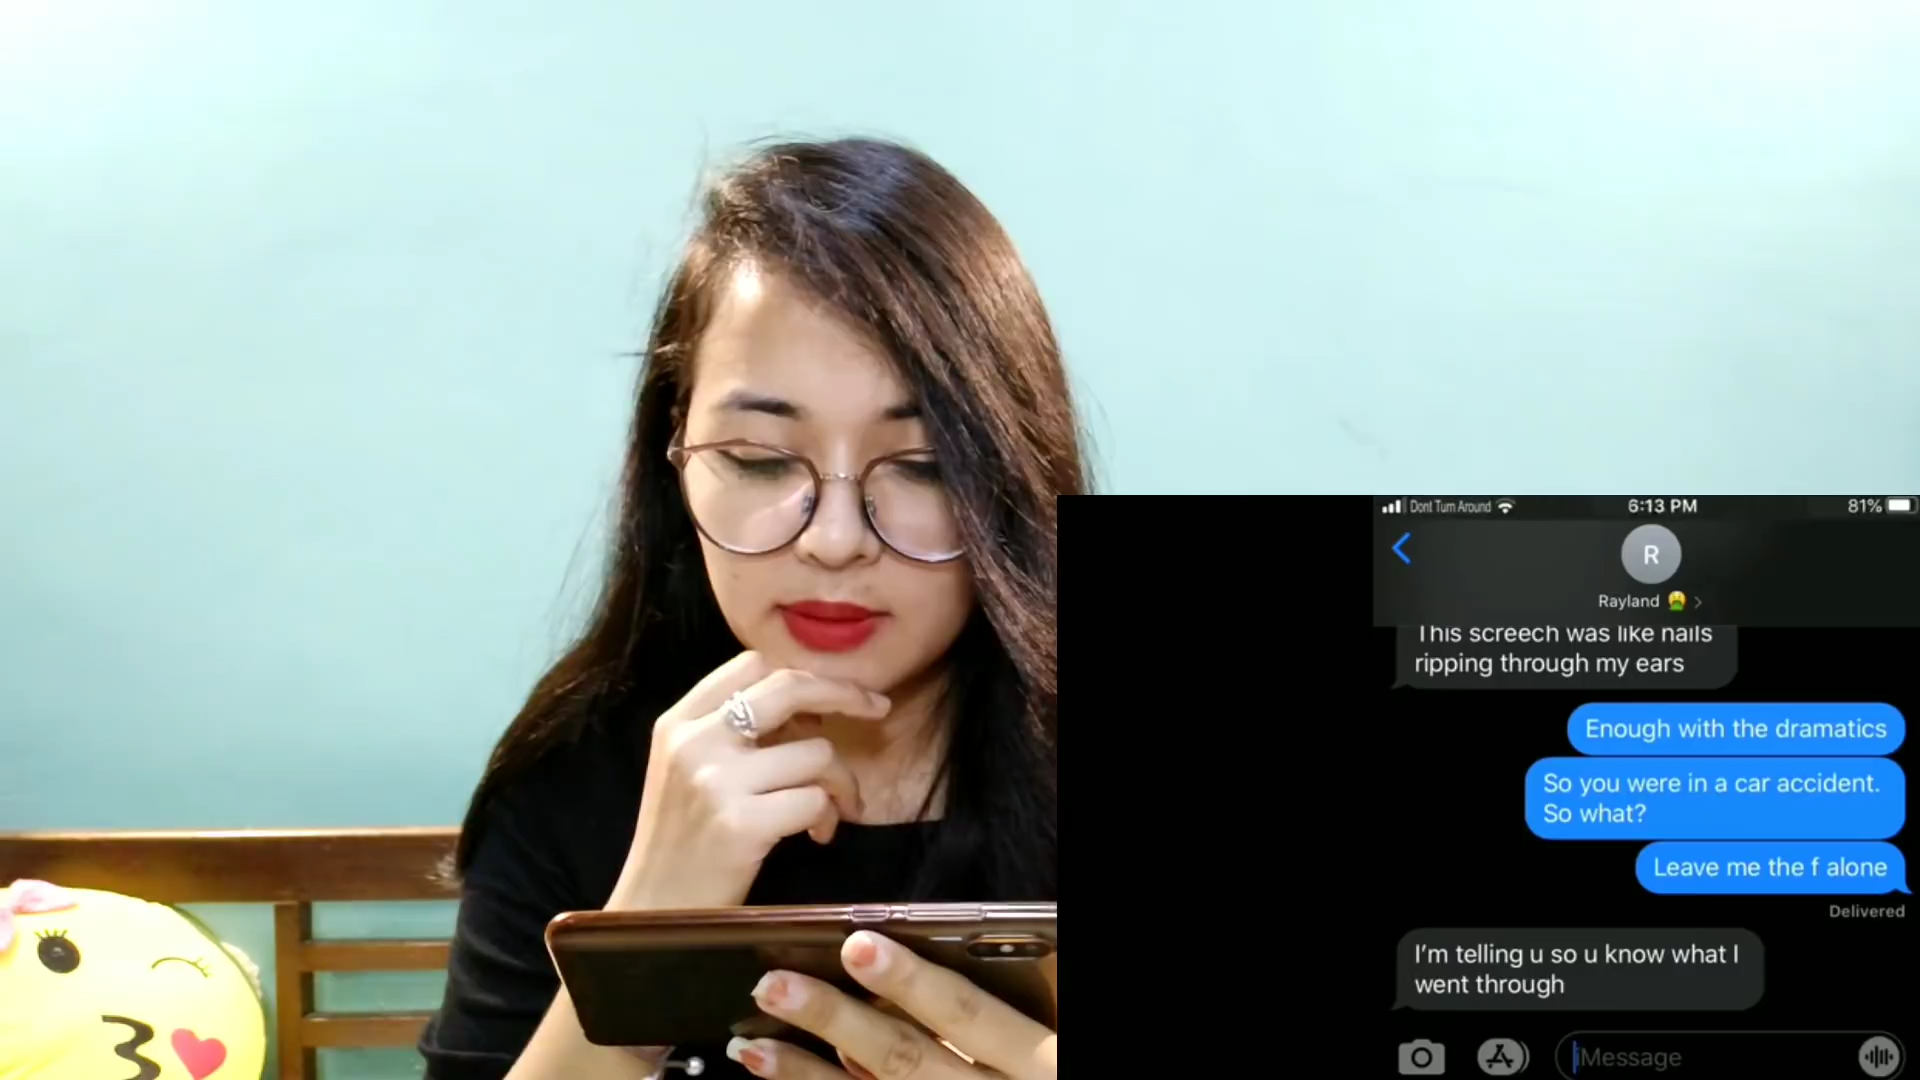 Dont Turn Around
6:13 PM
81%
R
Rayland 🤮 >
This screech was like nails
ripping through my ears
Enough with the dramatics
So you were in a car accident.
So what?
Leave me the f alone
Delivered
I'm telling u so u know what I
went through
iMessage